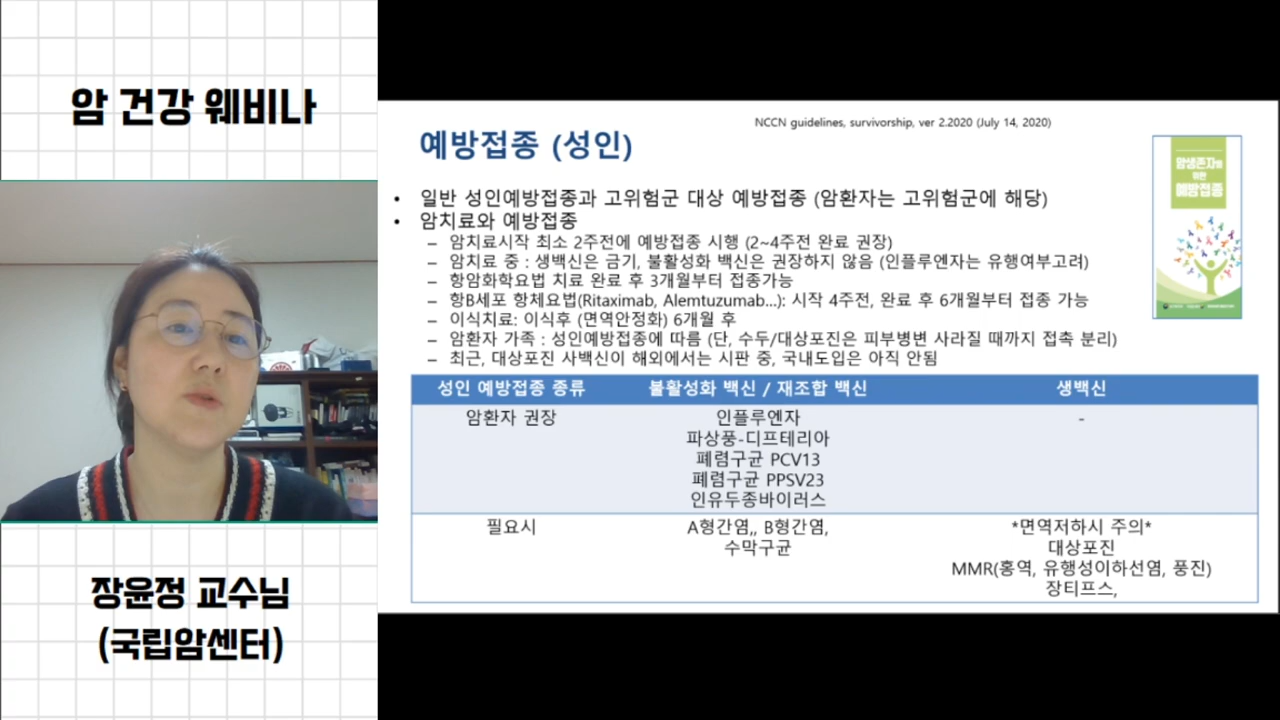 암 건강 웨비나
장윤정 교수님
(국립암센터)
NCCN guidelines, survivorship, ver 2.2020 (July 14, 2020)
예방접종 (성인)
암생존자를
위한
예방접종
• 일반 성인예방접종과 고위험군 대상 예방접종 (암환자는 고위험군에 해당)
• 암치료와 예방접종
– 암치료시작 최소 2주전에 예방접종 시행 (2~4주전 완료 권장)
– 암치료 중 : 생백신은 금기, 불활성화 백신은 권장하지 않음 (인플루엔자는 유행여부고려)
– 항암화학요법 치료 완료 후 3개월부터 접종가능
– 항B세포 항체요법(Ritaximab, Alemtuzumab...): 시작 4주전, 완료 후 6개월부터 접종 가능
– 이식치료: 이식후 (면역안정화) 6개월 후
– 암환자 가족 : 성인예방접종에 따름 (단, 수두/대상포진은 피부병변 사라질 때까지 접촉 분리)
– 최근, 대상포진 사백신이 해외에서는 시판 중, 국내도입은 아직 안됨
성인 예방접종 종류 불활성화 백신 / 재조합 백신 생백신
암환자 권장 인플루엔자 -
파상풍-디프테리아
폐렴구균 PCV13
폐렴구균 PPSV23
인유두종바이러스
필요시 A형간염,, B형간염, *면역저하시 주의*
수막구균 대상포진
MMR(홍역, 유행성이하선염, 풍진)
장티프스,